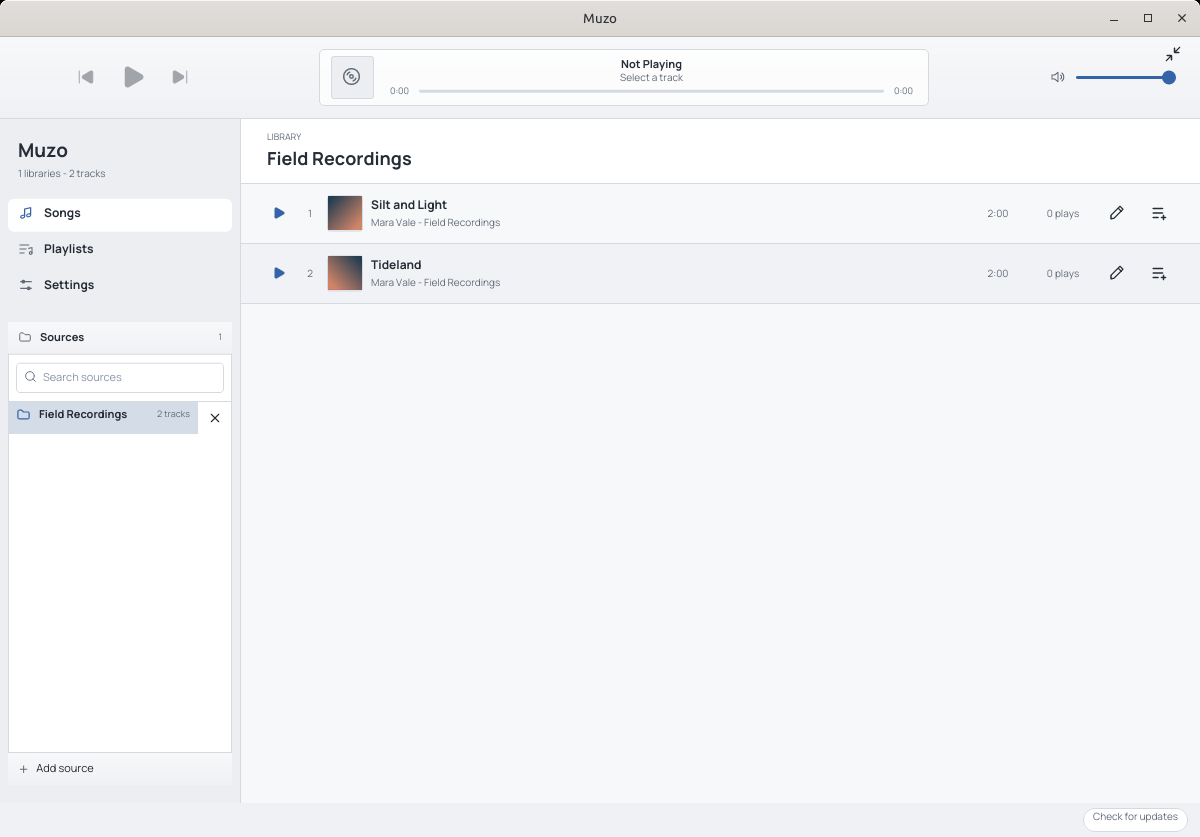 Muzo
Not Playing
Select a track
0:00
0:00
Muzo
1 libraries - 2 tracks
Songs
Playlists
Settings
Sources 1
Search sources
Field Recordings 2 tracks
Add source
LIBRARY
Field Recordings
1 Silt and Light 2:00 0 plays
Mara Vale - Field Recordings
2 Tideland 2:00 0 plays
Mara Vale - Field Recordings
Check for updates